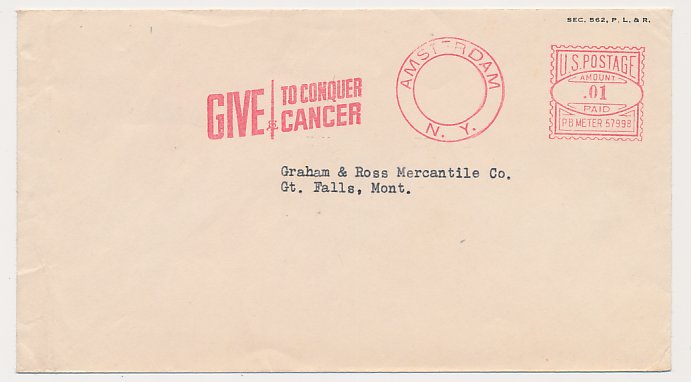 SEC. 562, P. L. & R.
GIVE TO CONQUER CANCER
AMSTERDAM
N. Y.
U.S. POSTAGE
AMOUNT
.01
PAID
PB METER 57998
Graham & Ross Mercantile Co.
Gt. Falls, Mont.